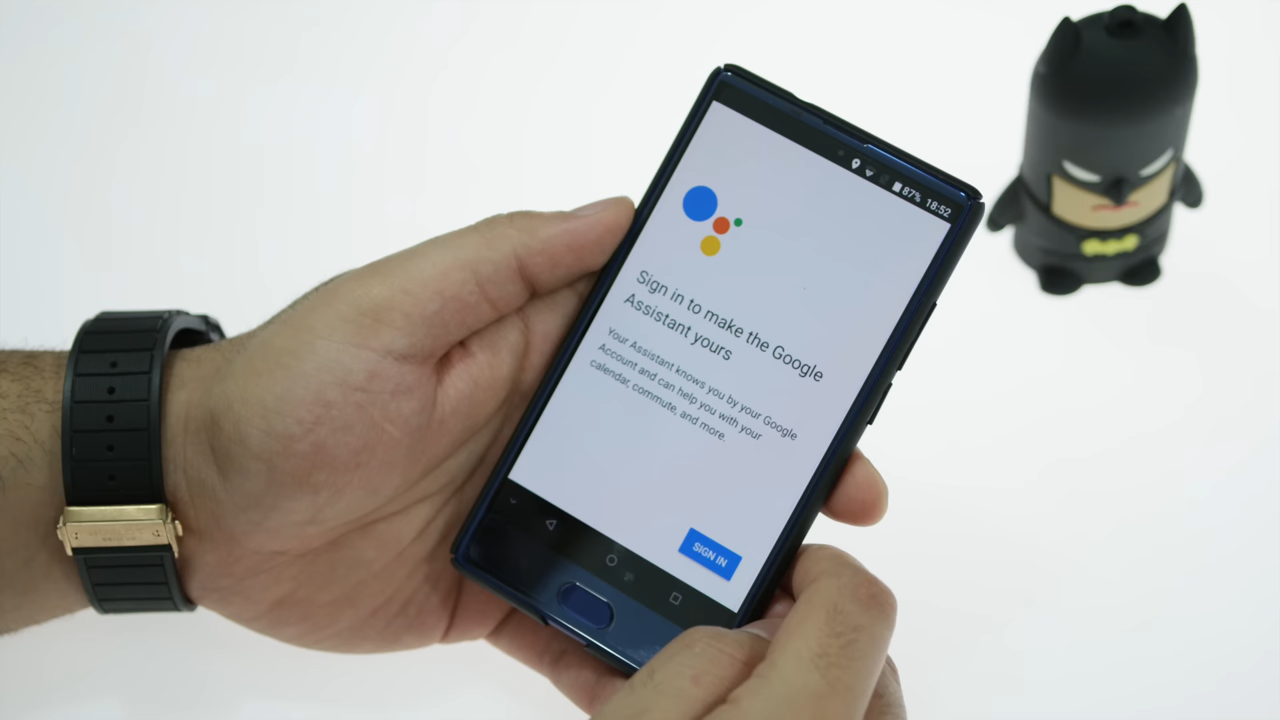 87% 18:52
Sign in to make the Google
Assistant yours
Your Assistant knows you by your Google
Account and can help you with your
calendar, commute, and more.
SIGN IN